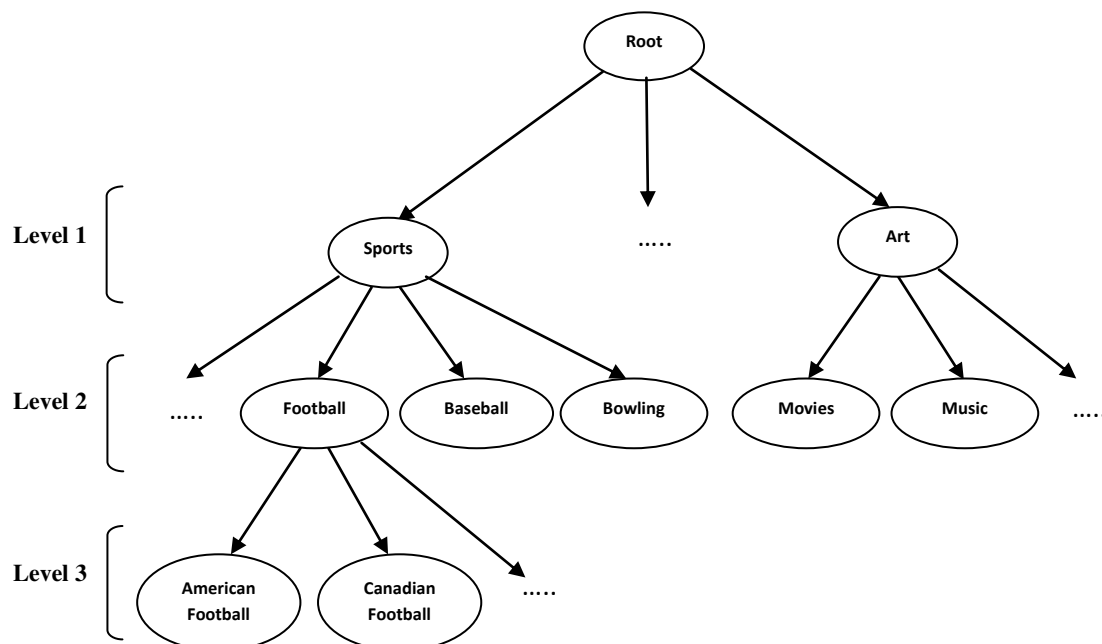 Root
Level 1
Sports
.....
Art
Level 2
.....
Football
Baseball
Bowling
Movies
Music
.....
Level 3
American
Football
Canadian
Football
.....